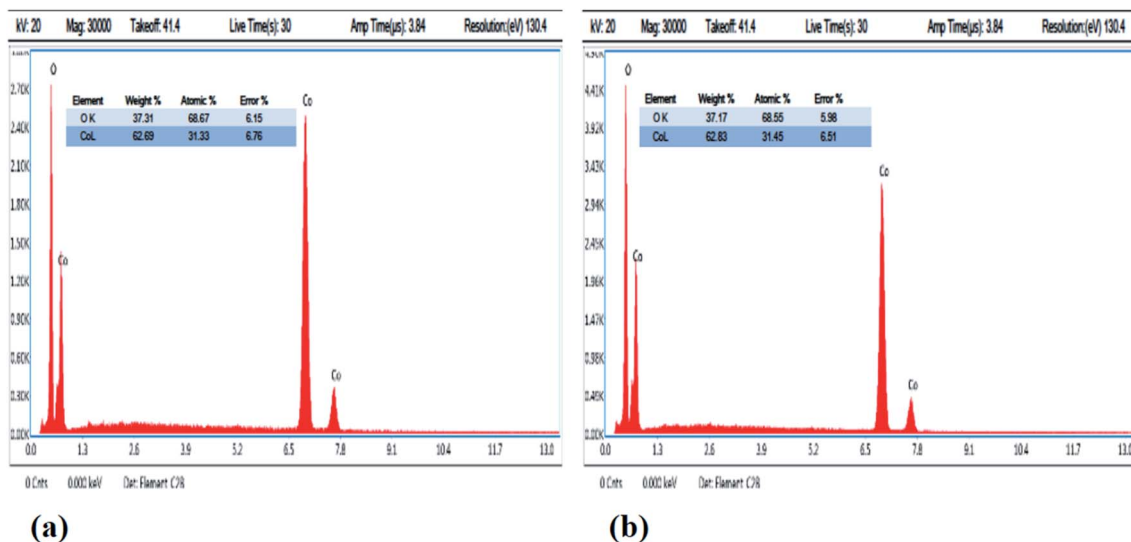 kV: 20 Mag: 30000 Takeoff: 41.4 Live Time(s): 30 Amp Time(µs): 3.84 Resolution:(eV) 130.4
O
2.70K
Element Weight % Atomic % Error %
O K 37.31 68.67 6.15
CoL 62.69 31.33 6.76
Co
2.40K
2.10K
1.80K
1.50K
Co
1.20K
0.90K
0.60K
Co
0.30K
0.00K
0.0 1.3 2.6 3.9 5.2 6.5 7.8 9.1 10.4 11.7 13.0
0 Cnts 0.000 keV Det: Element C2B
(a)
kV: 20 Mag: 30000 Takeoff: 41.4 Live Time(s): 30 Amp Time(µs): 3.84 Resolution:(eV) 130.4
O
4.41K
Element Weight % Atomic % Error %
O K 37.17 68.55 5.98
CoL 62.83 31.45 6.51
3.92K
3.43K
Co
2.94K
2.45K
Co
1.96K
1.47K
0.98K
Co
0.49K
0.00K
0.0 1.3 2.6 3.9 5.2 6.5 7.8 9.1 10.4 11.7 13.0
0 Cnts 0.000 keV Det: Element C2B
(b)